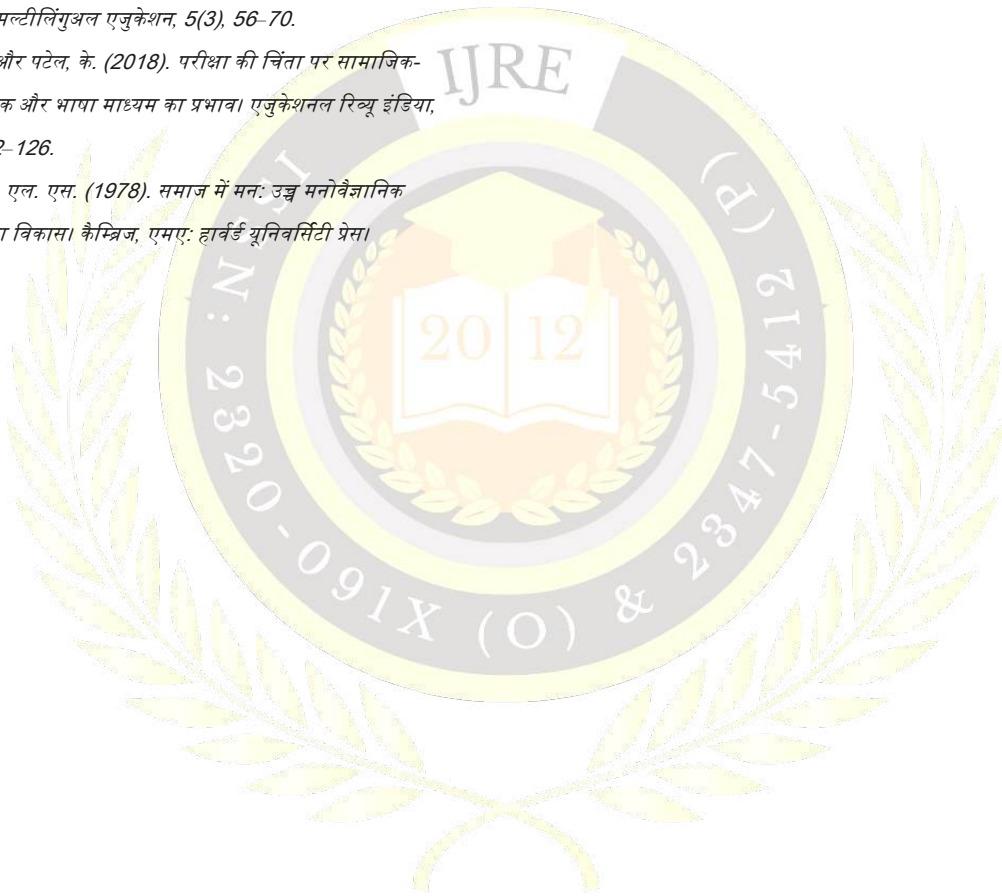 मल्टीलिंगुअल एजुकेशन, 5(3), 56–70.
और पटेल, के. (2018). परीक्षा की चिंता पर सामाजिक-
क और भाषा माध्यम का प्रभाव। एजुकेशनल रिव्यू इंडिया,
2–126.
एल. एस. (1978). समाज में मन: उच्च मनोवैज्ञानिक
ा विकास। कैम्ब्रिज, एमए: हार्वर्ड यूनिवर्सिटी प्रेस।
IJRE
20 12
ISSN : 2320-091X (O) & 2347-5412 (P)